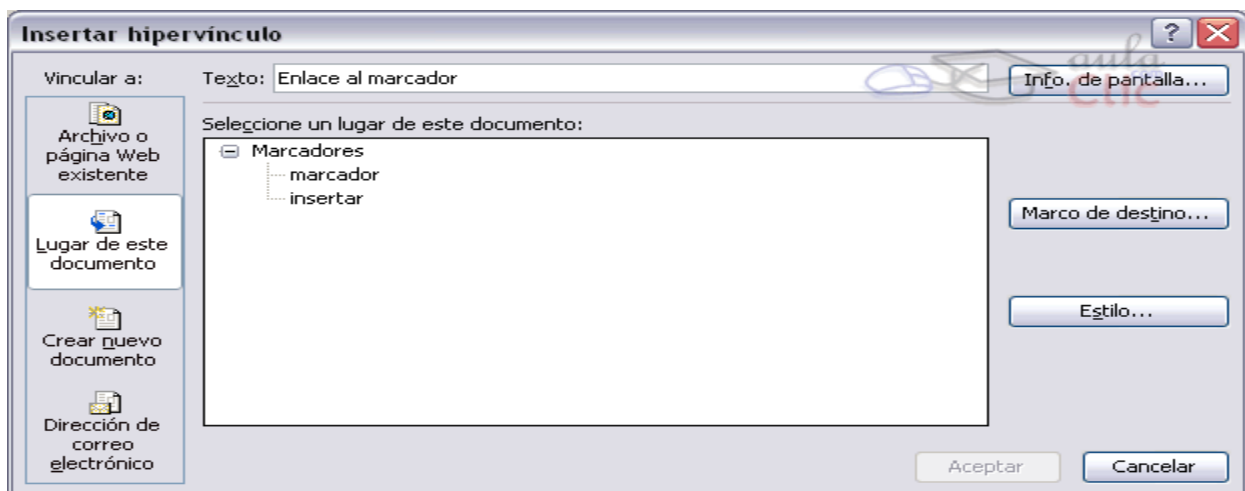 Insertar hipervínculo
Vincular a:
Texto: Enlace al marcador
Info. de pantalla...
aula
Clic
Archivo o
página Web
existente
Lugar de este
documento
Crear nuevo
documento
Dirección de
correo
electrónico
Seleccione un lugar de este documento:
Marcadores
marcador
insertar
Marco de destino...
Estilo...
Aceptar
Cancelar